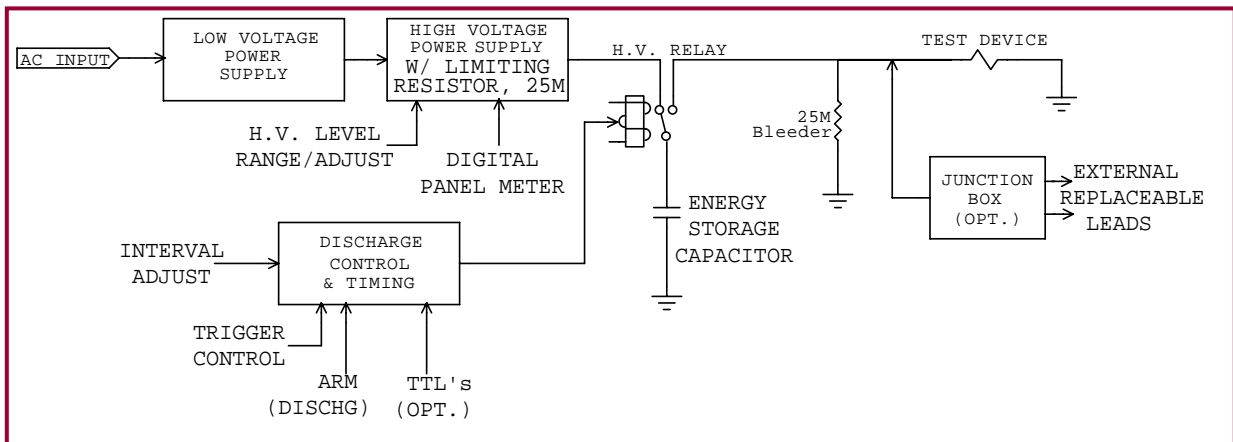 AC INPUT
LOW VOLTAGE
POWER
SUPPLY
HIGH VOLTAGE
POWER SUPPLY
W/ LIMITING
RESISTOR, 25M
H.V. RELAY
TEST DEVICE
25M
Bleeder
H.V. LEVEL
RANGE/ADJUST
DIGITAL
PANEL METER
JUNCTION
BOX
(OPT.)
EXTERNAL
REPLACEABLE
LEADS
ENERGY
STORAGE
CAPACITOR
INTERVAL
ADJUST
DISCHARGE
CONTROL
& TIMING
TRIGGER
CONTROL
ARM
(DISCHG)
TTL's
(OPT.)